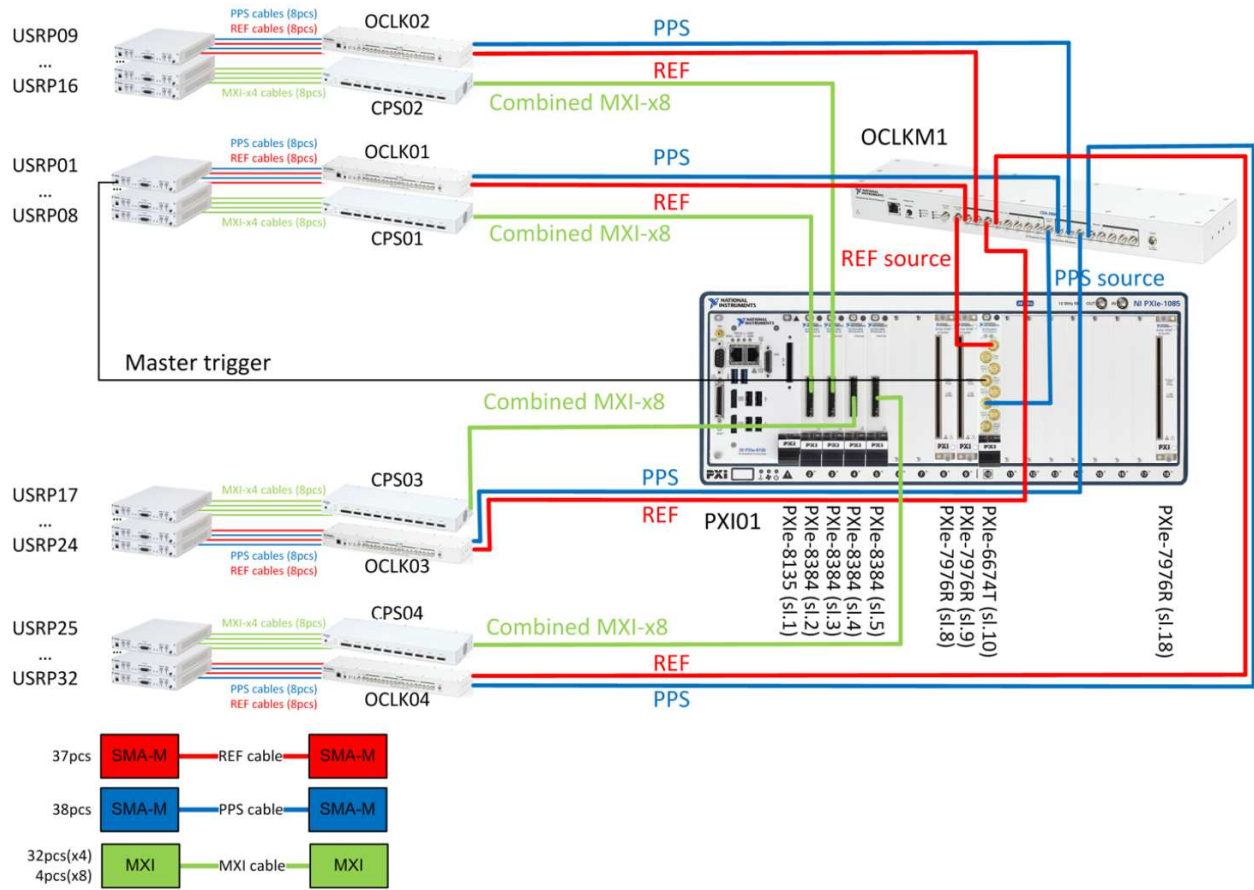 PPS cables (8pcs)
REF cables (8pcs)
OCLK02
USRP09
...
USRP16
PPS
REF
MXI-x4 cables (8pcs)
CPS02
Combined MXI-x8
PPS cables (8pcs)
REF cables (8pcs)
OCLK01
USRP01
...
USRP08
PPS
REF
MXI-x4 cables (8pcs)
CPS01
Combined MXI-x8
OCLKM1
NATIONAL INSTRUMENTS
REF source
PPS source
NATIONAL
INSTRUMENTS
NI PXIe-1085
Master trigger
Combined MXI-x8
PXI
PXI01
PXIe-8135 (sl.1)
PXIe-8384 (sl.2)
PXIe-8384 (sl.3)
PXIe-8384 (sl.4)
PXIe-8384 (sl.5)
PXIe-7976R (sl.8)
PXIe-7976R (sl.9)
PXIe-6674T (sl.10)
PXIe-7976R (sl.18)
USRP17
...
USRP24
MXI-x4 cables (8pcs)
CPS03
PPS
REF
PPS cables (8pcs)
REF cables (8pcs)
OCLK03
USRP25
...
USRP32
MXI-x4 cables (8pcs)
CPS04
Combined MXI-x8
REF
PPS
PPS cables (8pcs)
REF cables (8pcs)
OCLK04
37pcs SMA-M REF cable SMA-M
38pcs SMA-M PPS cable SMA-M
32pcs(x4)
4pcs(x8)
MXI MXI cable MXI